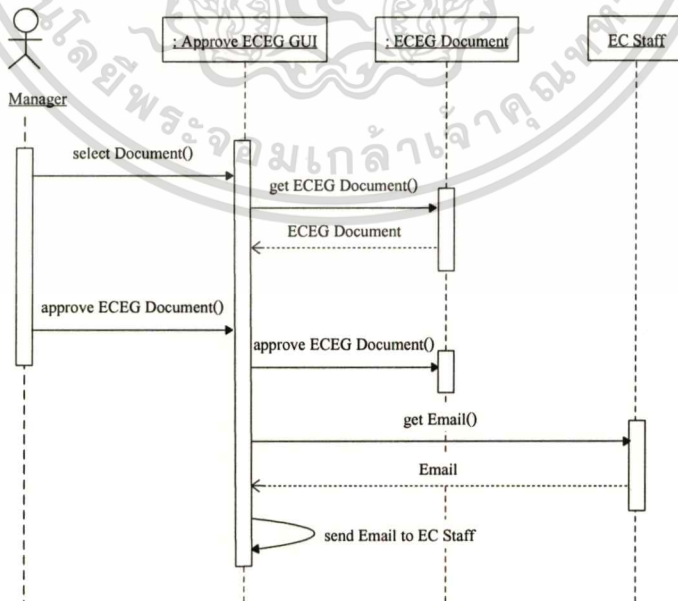 : Approve ECEG GUI
: ECEG Document
EC Staff
Manager
select Document()
get ECEG Document()
ECEG Document
approve ECEG Document()
approve ECEG Document()
get Email()
Email
send Email to EC Staff